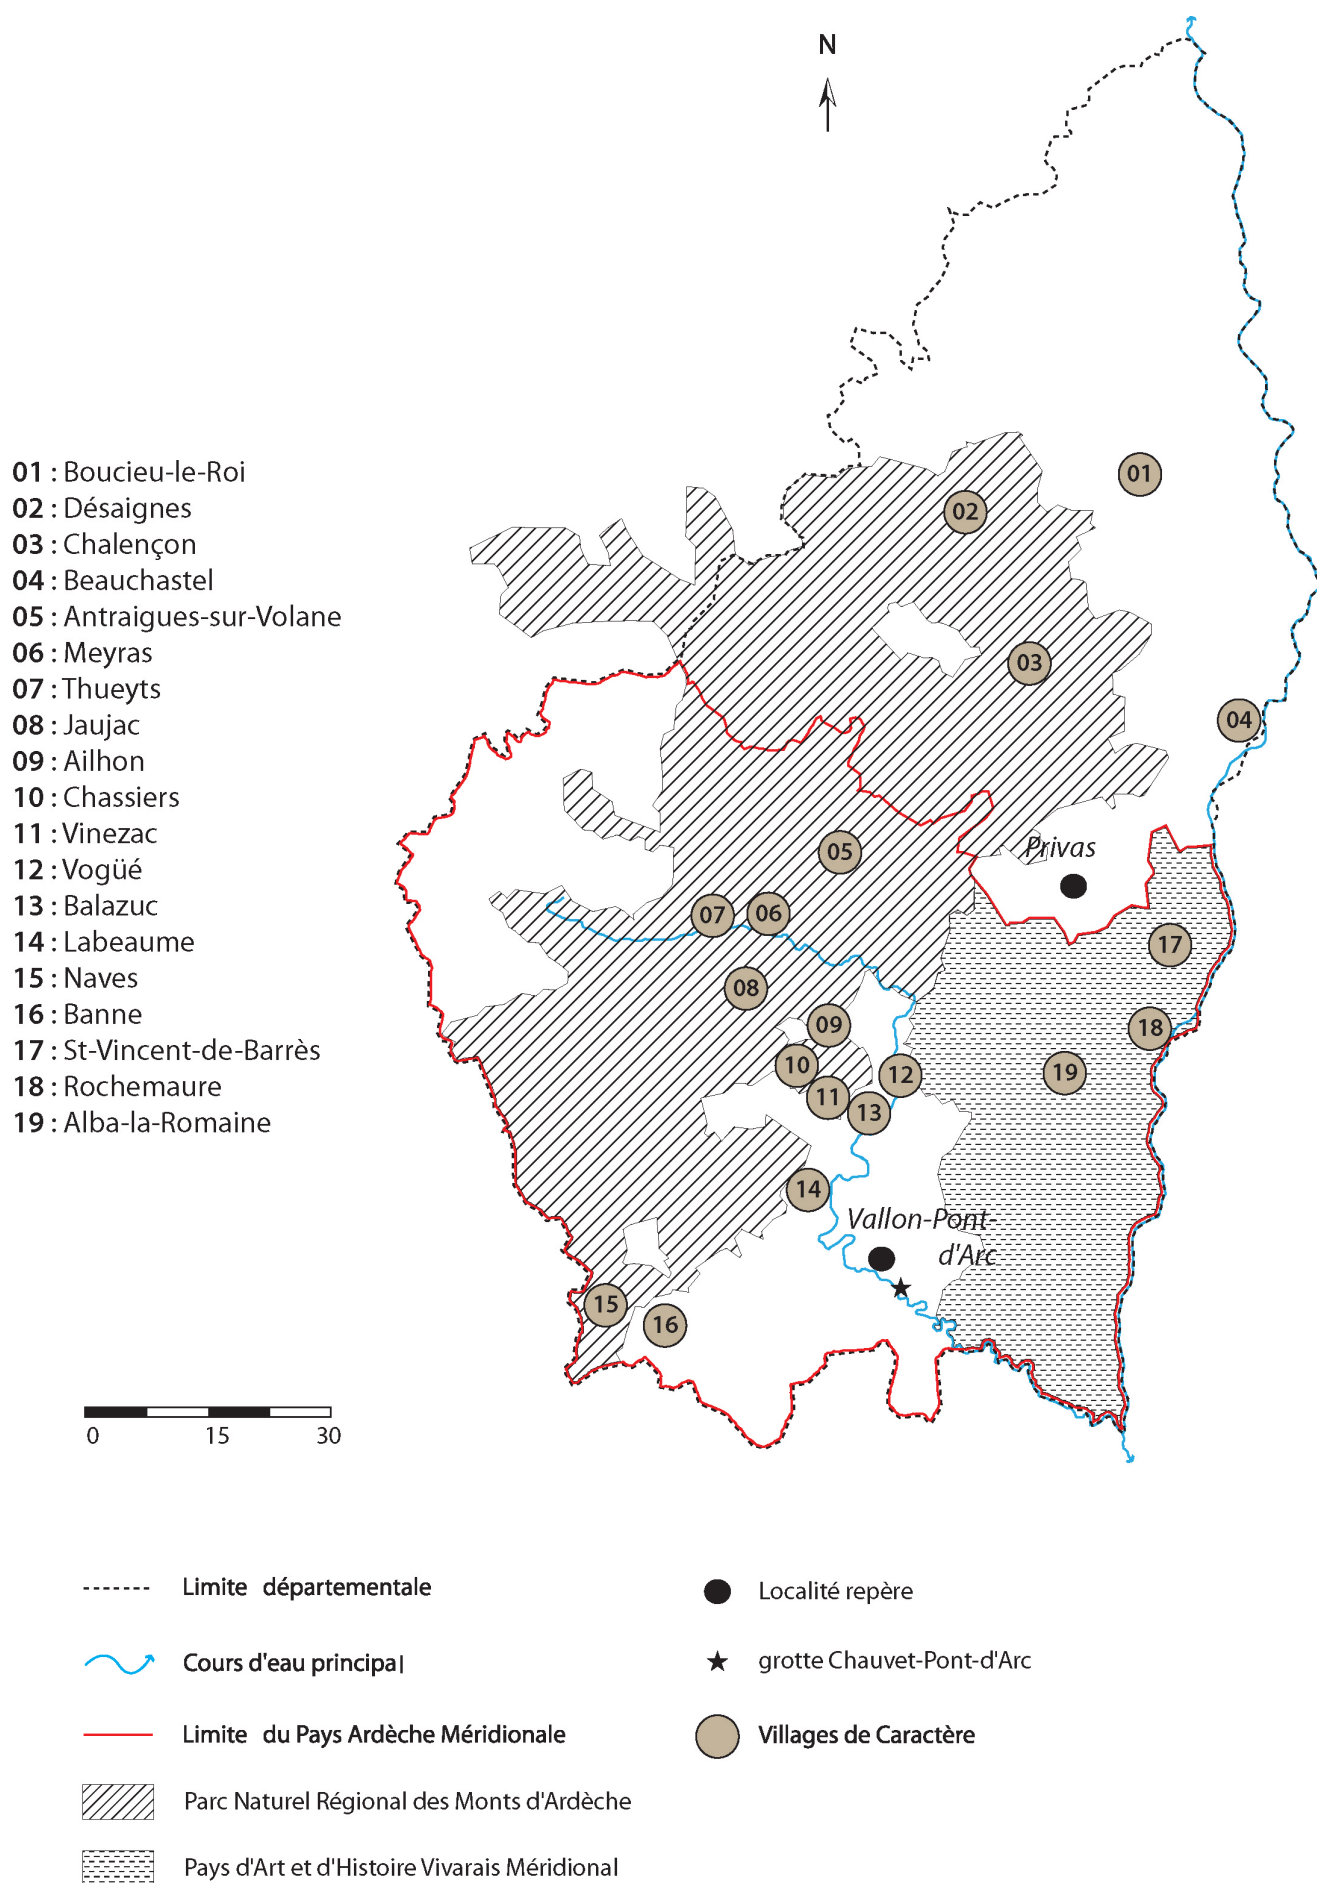 N
01 : Boucieu-le-Roi
02 : Désaignes
03 : Chalençon
04 : Beauchastel
05 : Antraigues-sur-Volane
06 : Meyras
07 : Thueyts
08 : Jaujac
09 : Ailhon
10 : Chassiers
11 : Vinezac
12 : Vogüé
13 : Balazuc
14 : Labeaume
15 : Naves
16 : Banne
17 : St-Vincent-de-Barrès
18 : Rochemaure
19 : Alba-la-Romaine
01
02
03
04
05
Privas
07
06
17
08
09
18
10
12
19
11
13
14
Vallon-Pont-
d'Arc
15
16
0 15 30
Limite départementale
Localité repère
Cours d'eau principal
grotte Chauvet-Pont-d'Arc
Limite du Pays Ardèche Méridionale
Villages de Caractère
Parc Naturel Régional des Monts d'Ardèche
Pays d'Art et d'Histoire Vivarais Méridional